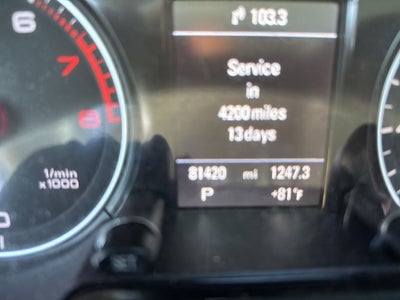 103.3
Service
in
4200 miles
13 days
81420 mi 1247.3
P +81°F
6
7
8
1/min
x1000
SET